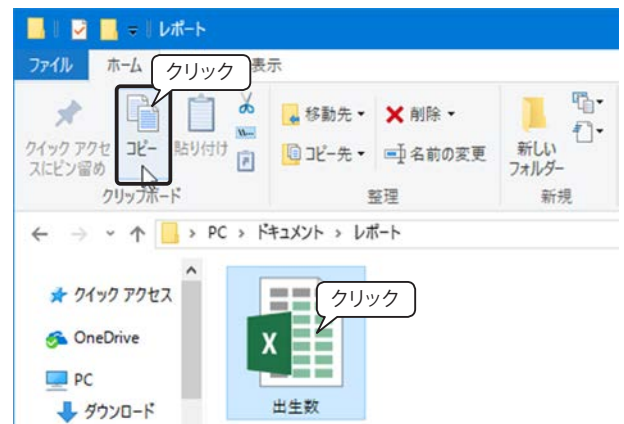 レポート
ファイル ホーム 表示
クリック
クイック アクセスにピン留め
コピー
貼り付け
移動先
削除
コピー先
名前の変更
新しいフォルダー
クリップボード 整理 新規
PC > ドキュメント > レポート
クイック アクセス
OneDrive
PC
ダウンロード
クリック
X
出生数